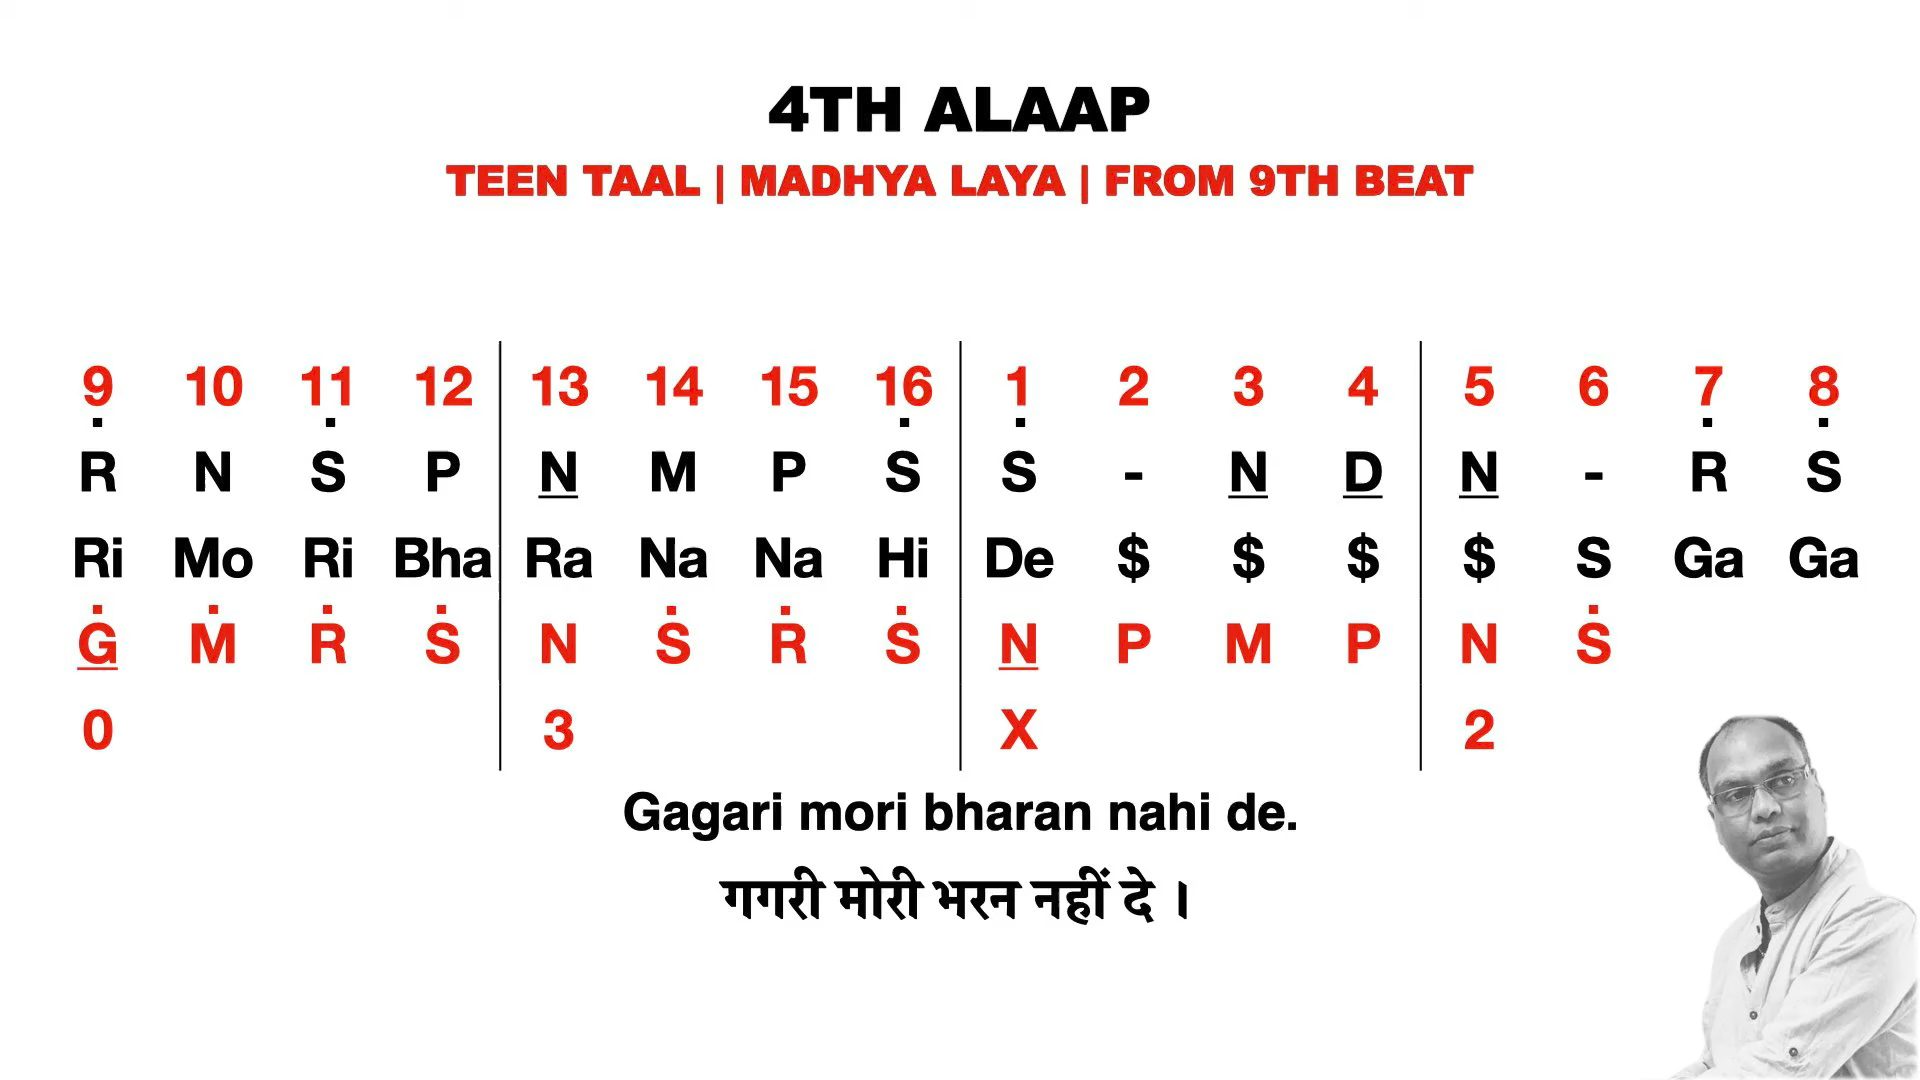 4TH ALAAP
TEEN TAAL | MADHYA LAYA | FROM 9TH BEAT
9 10 11 12 13 14 15 16 1 2 3 4 5 6 7 8
Ṙ N Ṡ P N̲ M P Ṡ Ṡ - N̲ D̲ N̲ - Ṙ Ṡ
Ri Mo Ri Bha Ra Na Na Hi De $ $ $ $ S Ga Ga
Ġ̲ Ṁ Ṙ Ṡ N Ṡ Ṙ Ṡ N̲ P M P N Ṡ
0 3 X 2
Gagari mori bharan nahi de.
गगरी मोरी भरन नहीं दे ।